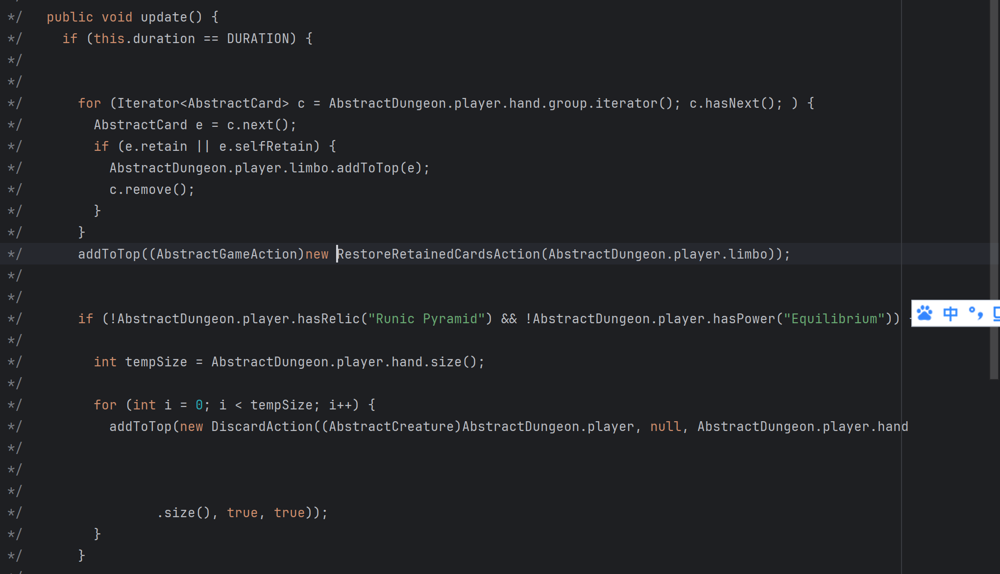 */   public void update() {
*/     if (this.duration == DURATION) {
*/
*/
*/       for (Iterator<AbstractCard> c = AbstractDungeon.player.hand.group.iterator(); c.hasNext(); ) {
*/         AbstractCard e = c.next();
*/         if (e.retain || e.selfRetain) {
*/           AbstractDungeon.player.limbo.addToTop(e);
*/           c.remove();
*/         }
*/       }
*/       addToTop((AbstractGameAction)new RestoreRetainedCardsAction(AbstractDungeon.player.limbo));
*/
*/
*/       if (!AbstractDungeon.player.hasRelic("Runic Pyramid") && !AbstractDungeon.player.hasPower("Equilibrium"))
中 °,
*/
*/         int tempSize = AbstractDungeon.player.hand.size();
*/
*/         for (int i = 0; i < tempSize; i++) {
*/           addToTop(new DiscardAction((AbstractCreature)AbstractDungeon.player, null, AbstractDungeon.player.hand
*/
*/
*/
*/                 .size(), true, true));
*/         }
*/       }